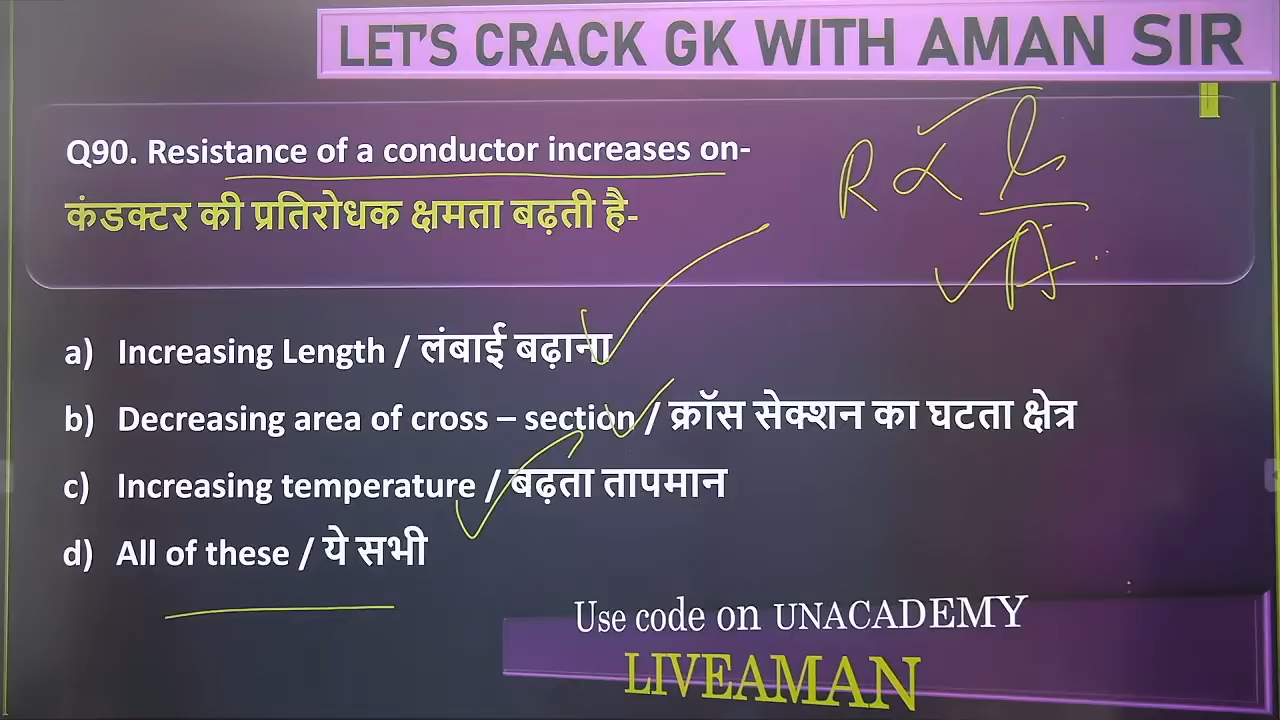 LET'S CRACK GK WITH AMAN SIR
Q90. Resistance of a conductor increases on-
कंडक्टर की प्रतिरोधक क्षमता बढ़ती है-
R ∝ l
A
a) Increasing Length / लंबाई बढ़ाना
b) Decreasing area of cross – section / क्रॉस सेक्शन का घटता क्षेत्र
c) Increasing temperature / बढ़ता तापमान
d) All of these / ये सभी
Use code on UNACADEMY
LIVEAMAN